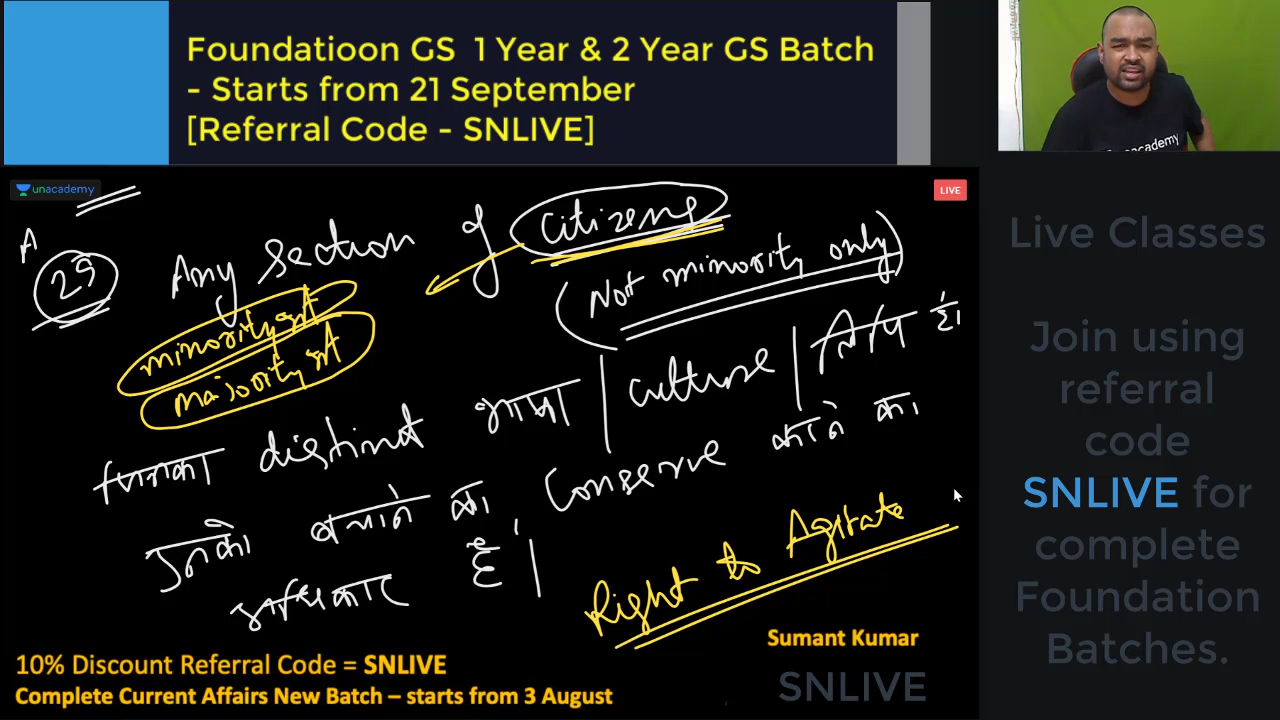 Foundatioon GS 1 Year & 2 Year GS Batch
- Starts from 21 September
[Referral Code - SNLIVE]
unacademy
unacademy
LIVE
A
29 Any section of citizens
(Not minority only)
minority भी
majority भी
जिसका distinct भाषा | culture | लिपि है।
उनको बचाने का, conserve करने का
अधिकार है |
Right to Agitate
Sumant Kumar
10% Discount Referral Code = SNLIVE
Complete Current Affairs New Batch – starts from 3 August
SNLIVE
Live Classes
Join using
referral
code
SNLIVE for
complete
Foundation
Batches.